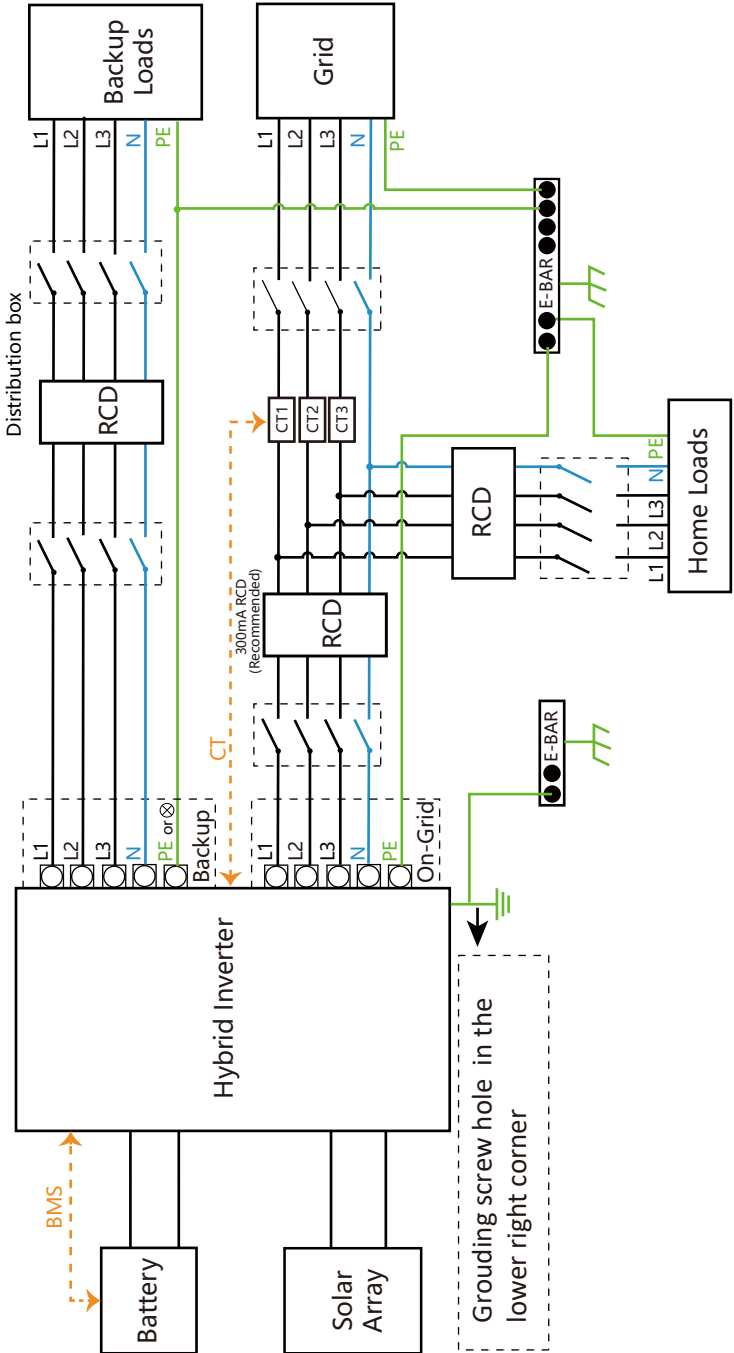 Backup
Loads
Grid
L1
L2
L3
N
PE
L1
L2
L3
N
PE
Distribution box
RCD
CT1
CT2
CT3
E-BAR
300mA RCD
(Recommended)
RCD
RCD
L1
L2
L3
N
PE
Home Loads
CT
L1
L2
L3
N
PE or
Backup
L1
L2
L3
N
PE
On-Grid
E-BAR
Hybrid Inverter
Grouding screw hole in the
lower right corner
BMS
Battery
Solar
Array